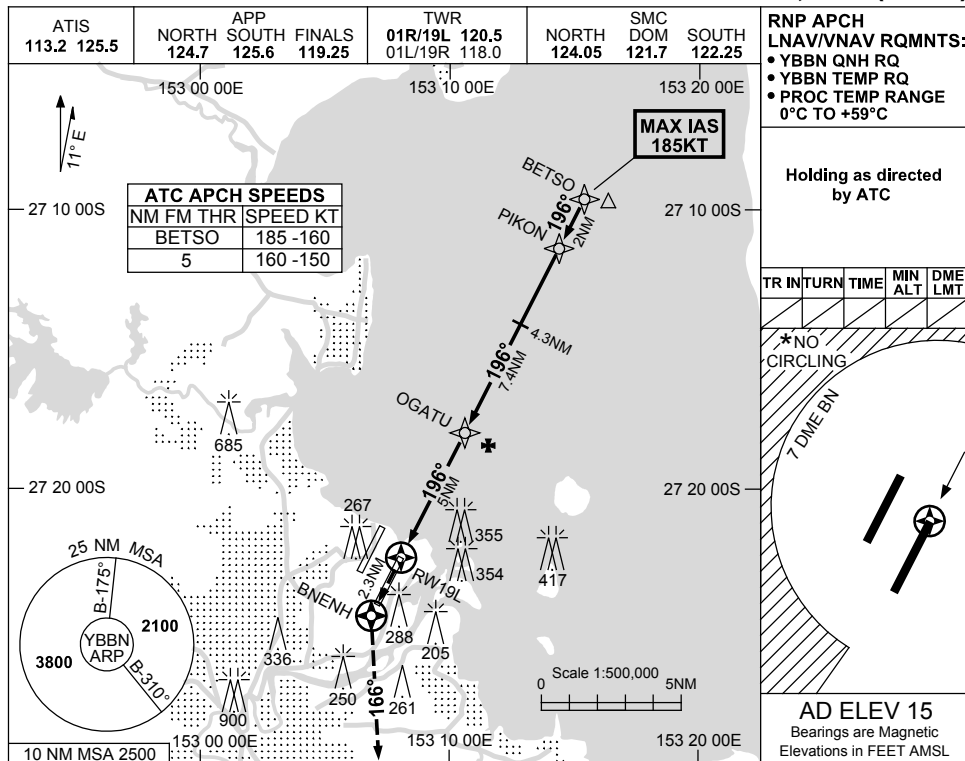 ATIS
113.2 125.5
APP
NORTH SOUTH FINALS
124.7 125.6 119.25
TWR
01R/19L 120.5
01L/19R 118.0
SMC
NORTH DOM SOUTH
124.05 121.7 122.25
RNP APCH
LNAV/VNAV RQMNTS:
• YBBN QNH RQ
• YBBN TEMP RQ
• PROC TEMP RANGE
0°C TO +59°C
Holding as directed
by ATC
TR IN TURN TIME MIN ALT DME LMT
153 00 00E
153 10 00E
153 20 00E
11° E
MAX IAS
185KT
ATC APCH SPEEDS
NM FM THR SPEED KT
BETSO 185 -160
5 160 -150
27 10 00S
27 10 00S
BETSO
196°
2NM
PIKON
4.3NM
196°
7.4NM
OGATU
685
196°
5NM
27 20 00S
27 20 00S
267
355
354
417
RW19L
2.3NM
BNENH
288
205
336
250
261
900
166°
25 NM MSA
B-175°
2100
YBBN
ARP
3800
B-310°
10 NM MSA 2500
Scale 1:500,000
0 5NM
153 00 00E
153 10 00E
153 20 00E
*NO
CIRCLING
7 DME BN
AD ELEV 15
Bearings are Magnetic
Elevations in FEET AMSL